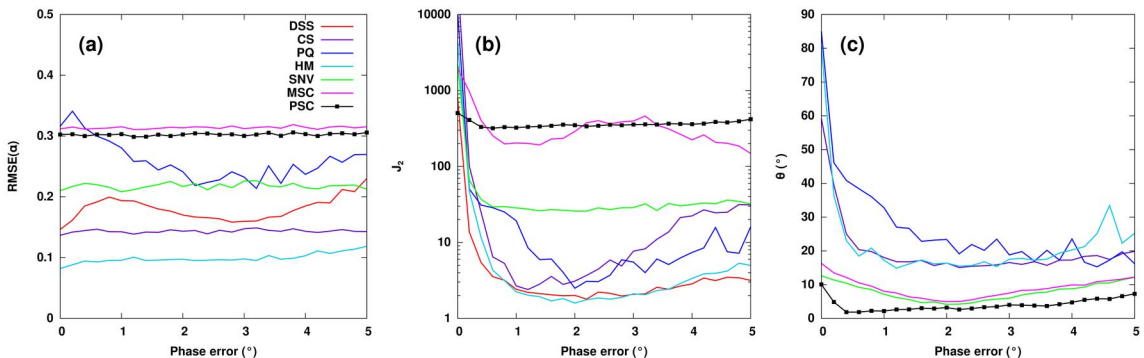 (a)
RMSE(α)
0.5
0.4
0.3
0.2
0.1
0
DSS
CS
PQ
HM
SNV
MSC
PSC
0 1 2 3 4 5
Phase error (°)
(b)
J2
10000
1000
100
10
1
0 1 2 3 4 5
Phase error (°)
(c)
θ (°)
90
80
70
60
50
40
30
20
10
0
0 1 2 3 4 5
Phase error (°)